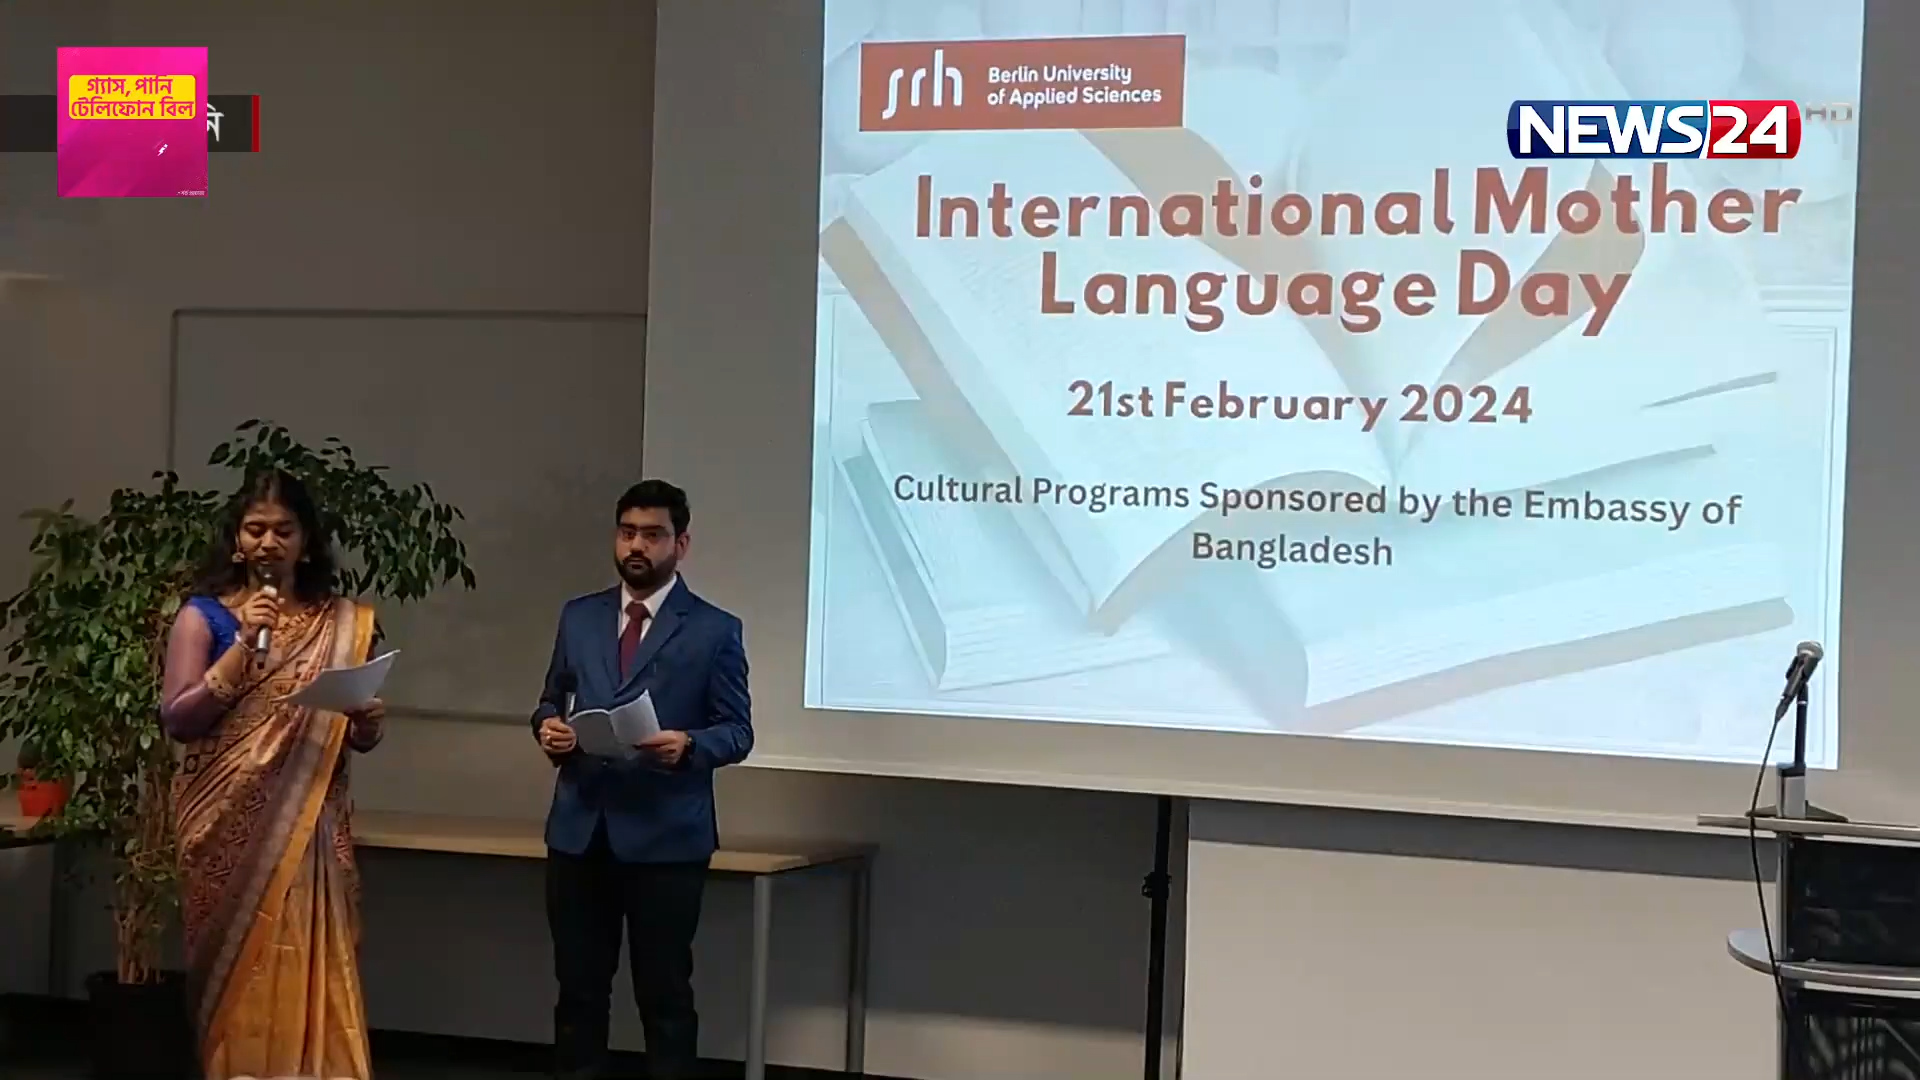 গ্যাস, পানি
টেলিফোন বিল
srh
Berlin University
of Applied Sciences
NEWS24 HD
International Mother
Language Day
21st February 2024
Cultural Programs Sponsored by the Embassy of
Bangladesh